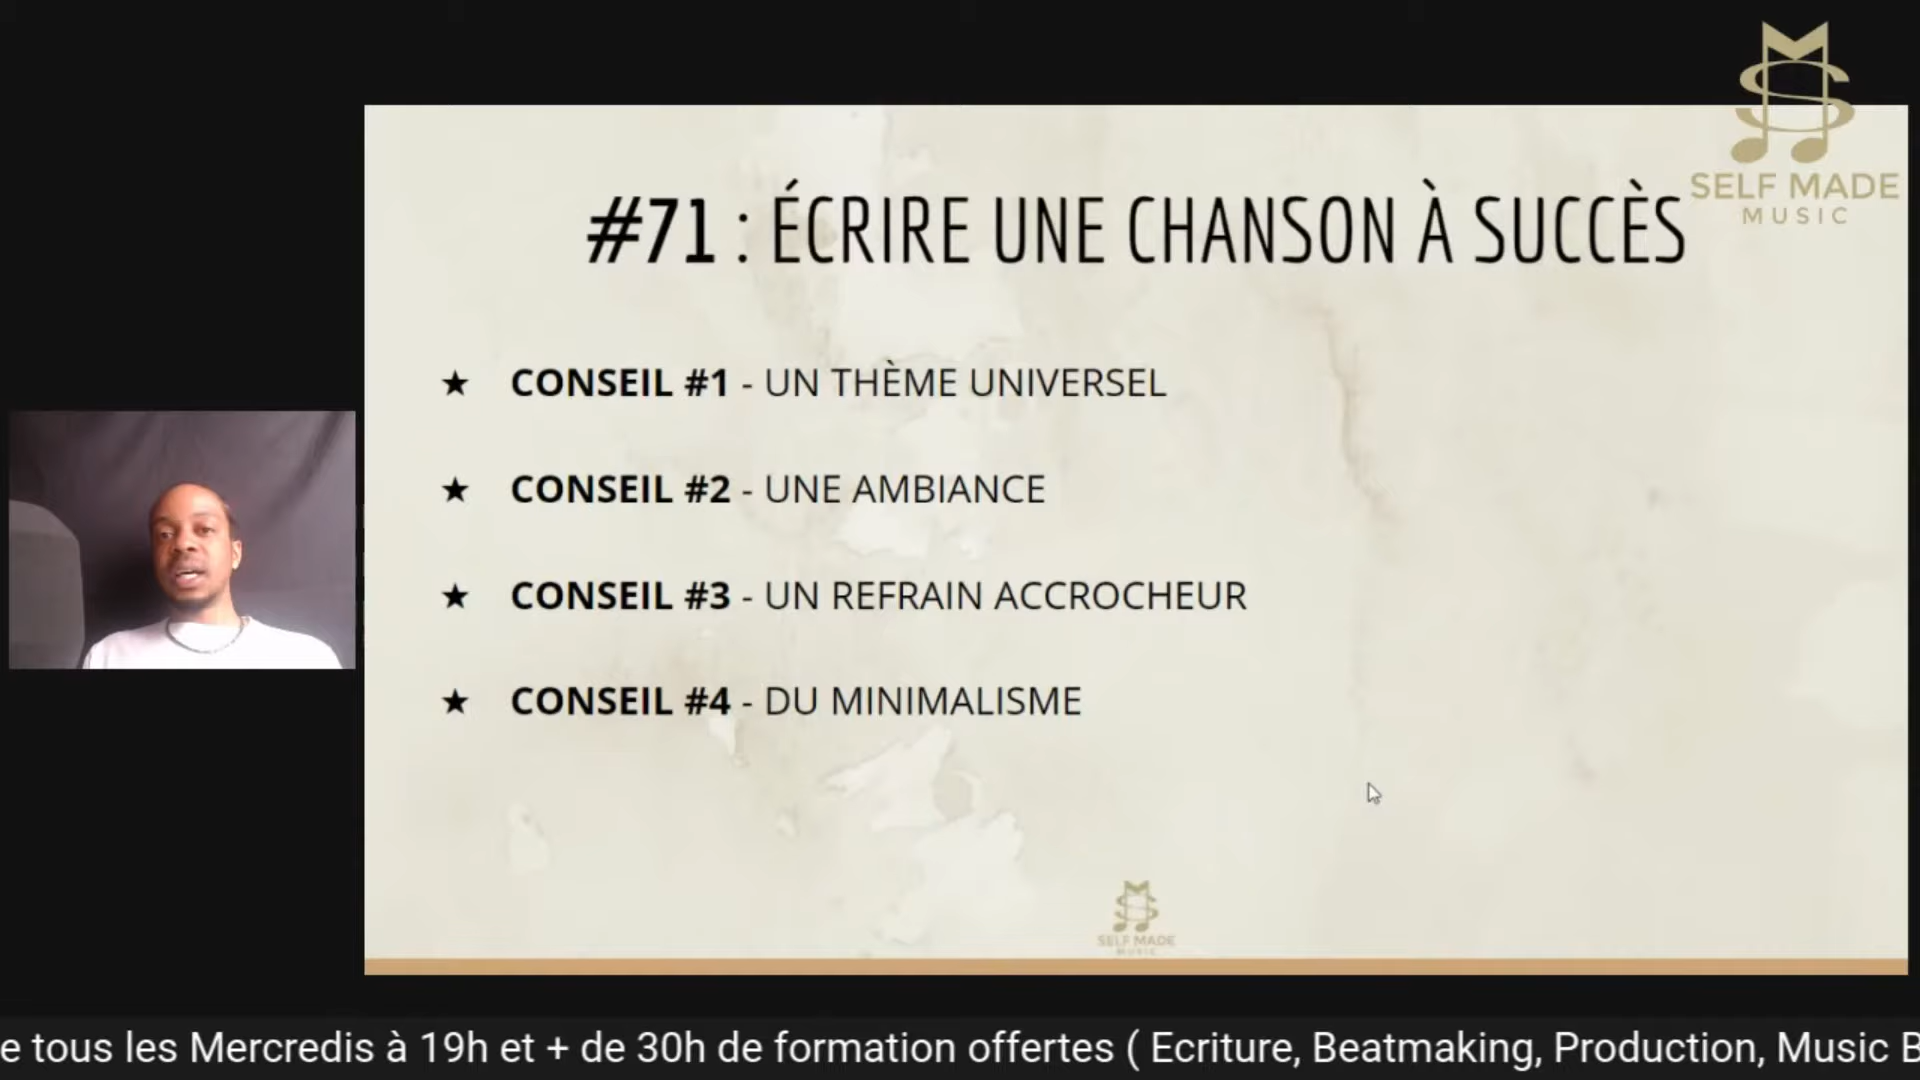 SELF MADE
MUSIC
#71 : ÉCRIRE UNE CHANSON À SUCCÈS
★ CONSEIL #1 - UN THÈME UNIVERSEL
★ CONSEIL #2 - UNE AMBIANCE
★ CONSEIL #3 - UN REFRAIN ACCROCHEUR
★ CONSEIL #4 - DU MINIMALISME
SELF MADE
MUSIC
e tous les Mercredis à 19h et + de 30h de formation offertes ( Ecriture, Beatmaking, Production, Music B